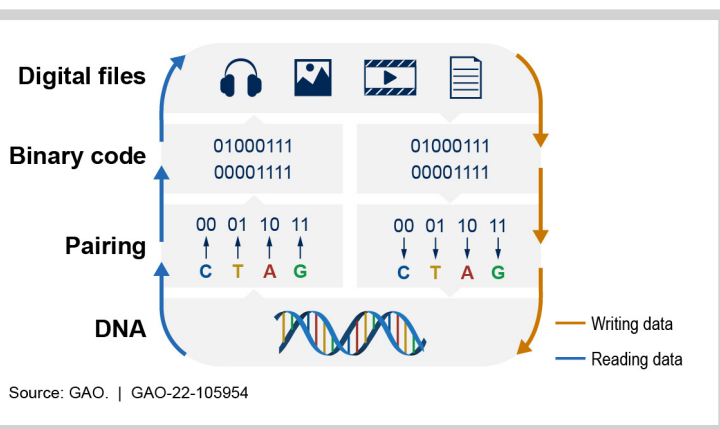 Digital files
Binary code
01000111
00001111
01000111
00001111
Pairing
00 01 10 11
C T A G
00 01 10 11
C T A G
DNA
Writing data
Reading data
Source: GAO. | GAO-22-105954